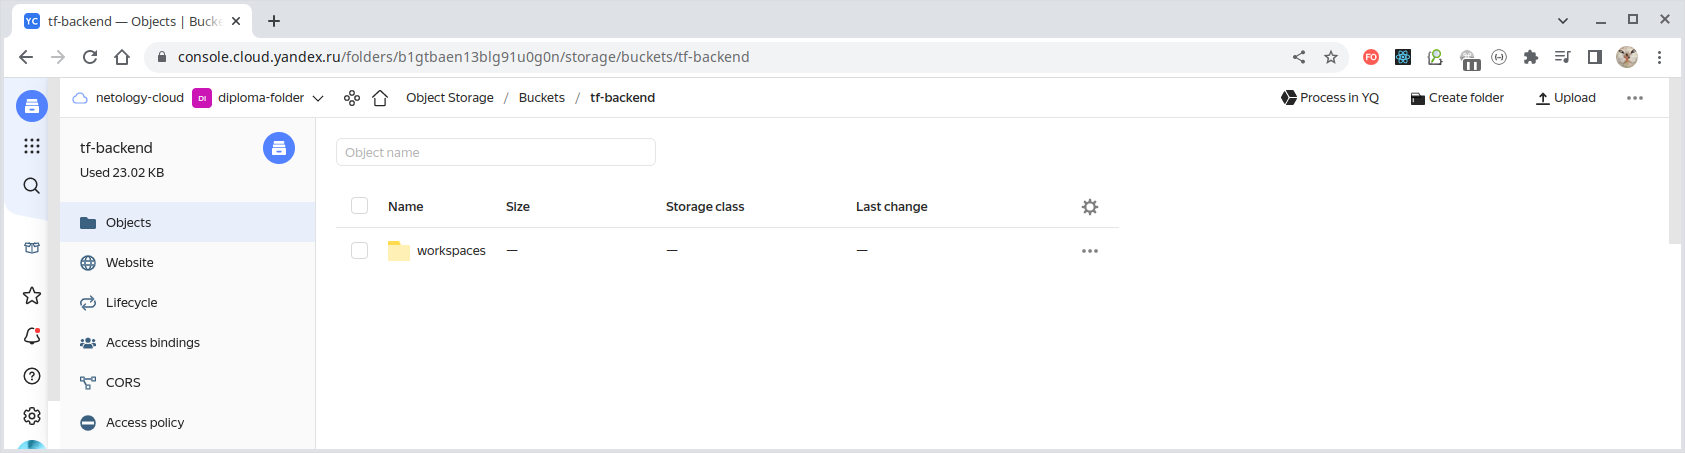 YC tf-backend — Objects | Bucke
console.cloud.yandex.ru/folders/b1gtbaen13blg91u0g0n/storage/buckets/tf-backend
FO
netology-cloud DI diploma-folder Object Storage / Buckets / tf-backend Process in YQ Create folder Upload
tf-backend
Used 23.02 KB
Objects
Website
Lifecycle
Access bindings
CORS
Access policy
Object name
Name Size Storage class Last change
workspaces — — —